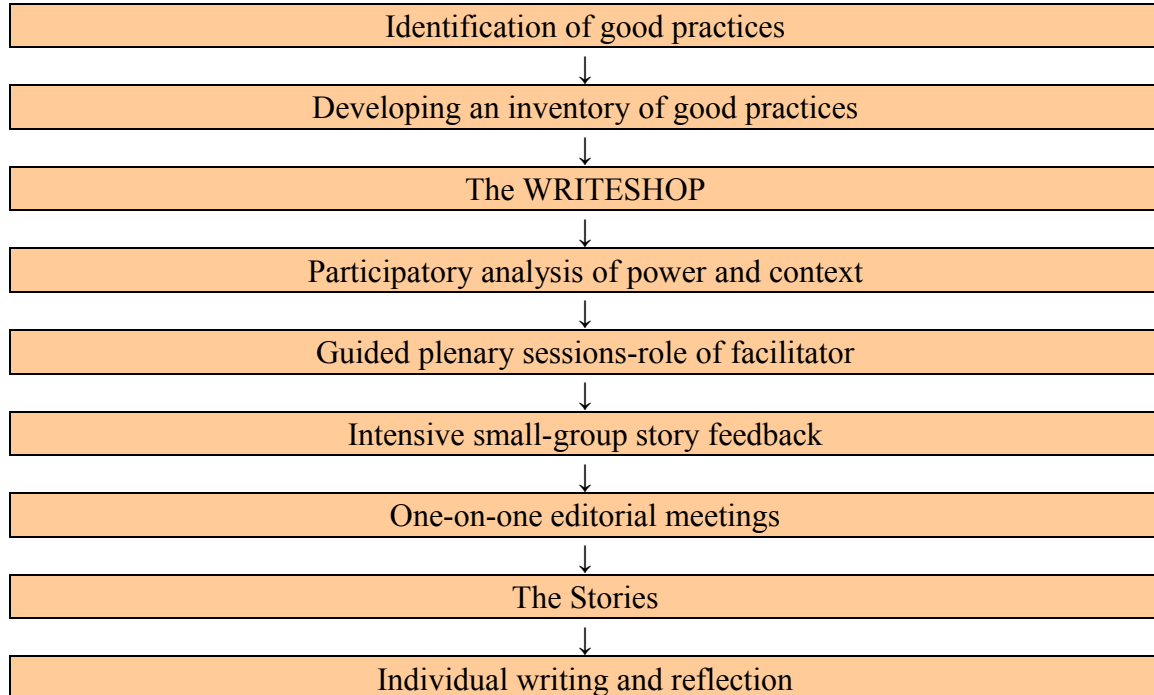 Identification of good practices
↓
Developing an inventory of good practices
↓
The WRITESHOP
↓
Participatory analysis of power and context
↓
Guided plenary sessions-role of facilitator
↓
Intensive small-group story feedback
↓
One-on-one editorial meetings
↓
The Stories
↓
Individual writing and reflection